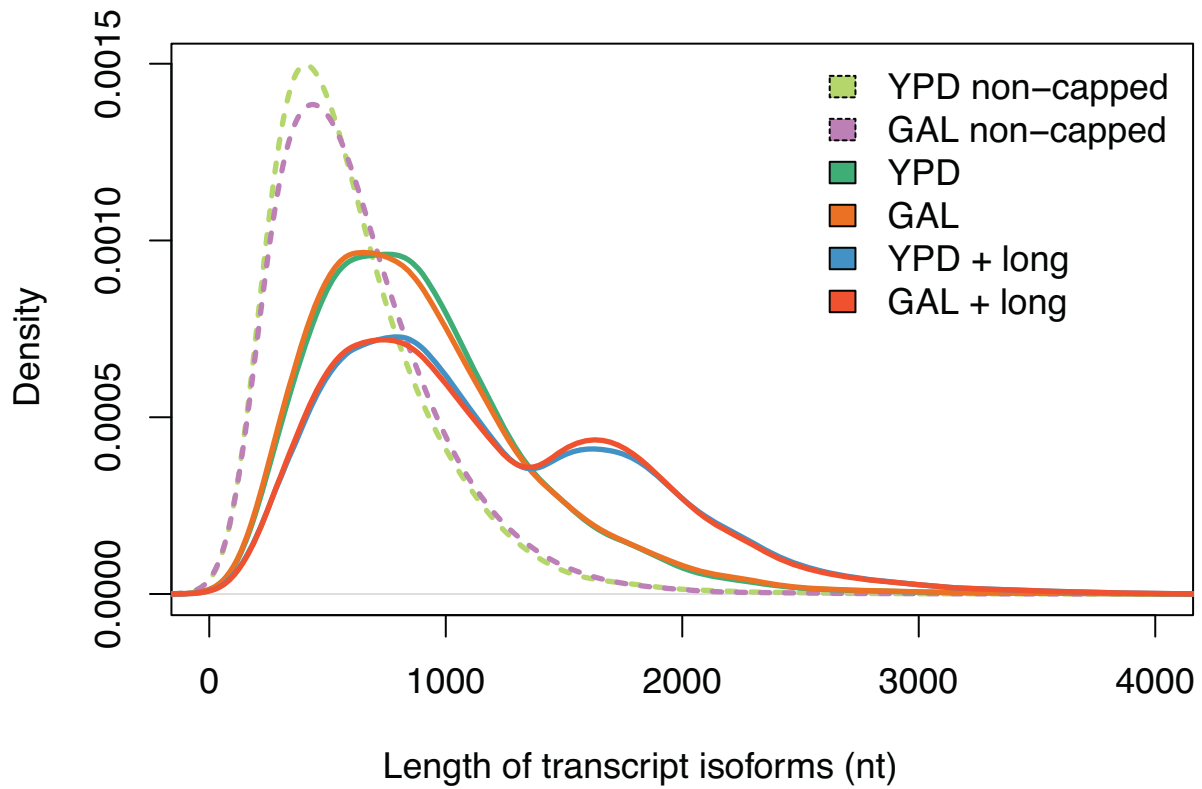 YPD non−capped
GAL non−capped
YPD
GAL
YPD + long
GAL + long
Density
0.0015
0.0010
0.0005
0.0000
0 1000 2000 3000 4000
Length of transcript isoforms (nt)